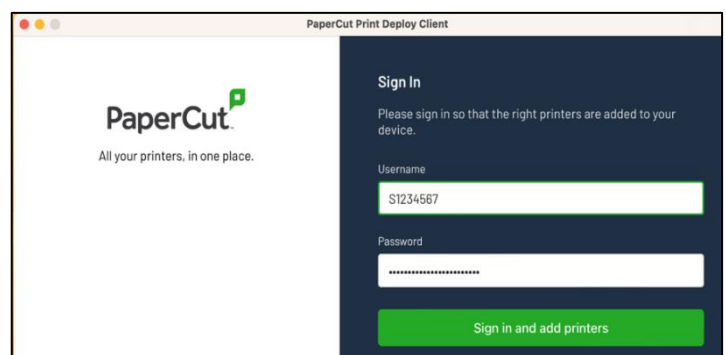 PaperCut Print Deploy Client
PaperCut
All your printers, in one place.
Sign In
Please sign in so that the right printers are added to your
device.
Username
S1234567
Password
••••••••••••••••••••••••
Sign in and add printers